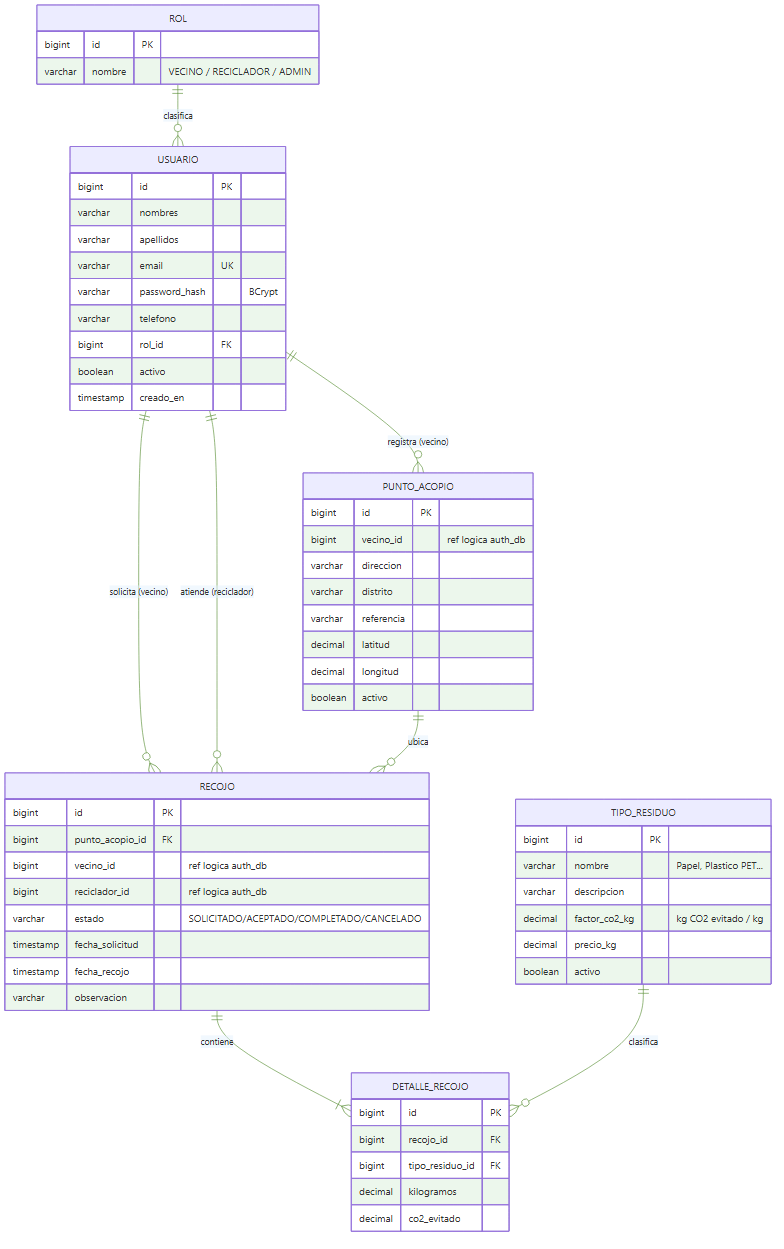 ROL
bigint id PK
varchar nombre VECINO / RECICLADOR / ADMIN
clasifica
USUARIO
bigint id PK
varchar nombres
varchar apellidos
varchar email UK
varchar password_hash BCrypt
varchar telefono
bigint rol_id FK
boolean activo
timestamp creado_en
registra (vecino)
PUNTO_ACOPIO
bigint id PK
bigint vecino_id ref logica auth_db
varchar direccion
varchar distrito
varchar referencia
decimal latitud
decimal longitud
boolean activo
solicita (vecino) atiende (reciclador)
ubica
RECOJO
bigint id PK
bigint punto_acopio_id FK
bigint vecino_id ref logica auth_db
bigint reciclador_id ref logica auth_db
varchar estado SOLICITADO/ACEPTADO/COMPLETADO/CANCELADO
timestamp fecha_solicitud
timestamp fecha_recojo
varchar observacion
TIPO_RESIDUO
bigint id PK
varchar nombre Papel, Plastico PET...
varchar descripcion
decimal factor_co2_kg kg CO2 evitado / kg
decimal precio_kg
boolean activo
contiene
clasifica
DETALLE_RECOJO
bigint id PK
bigint recojo_id FK
bigint tipo_residuo_id FK
decimal kilogramos
decimal co2_evitado